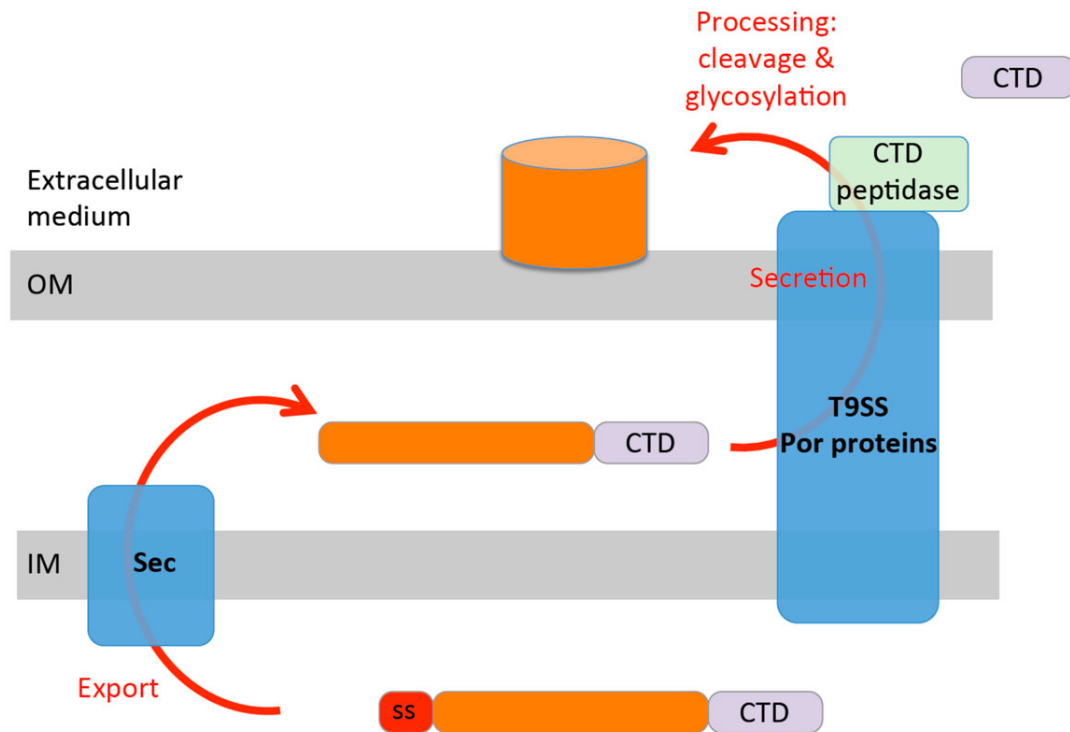 Processing:
cleavage &
glycosylation
CTD
CTD
peptidase
Extracellular
medium
OM
Secretion
CTD
T9SS
Por proteins
IM
Sec
Export
ss
CTD